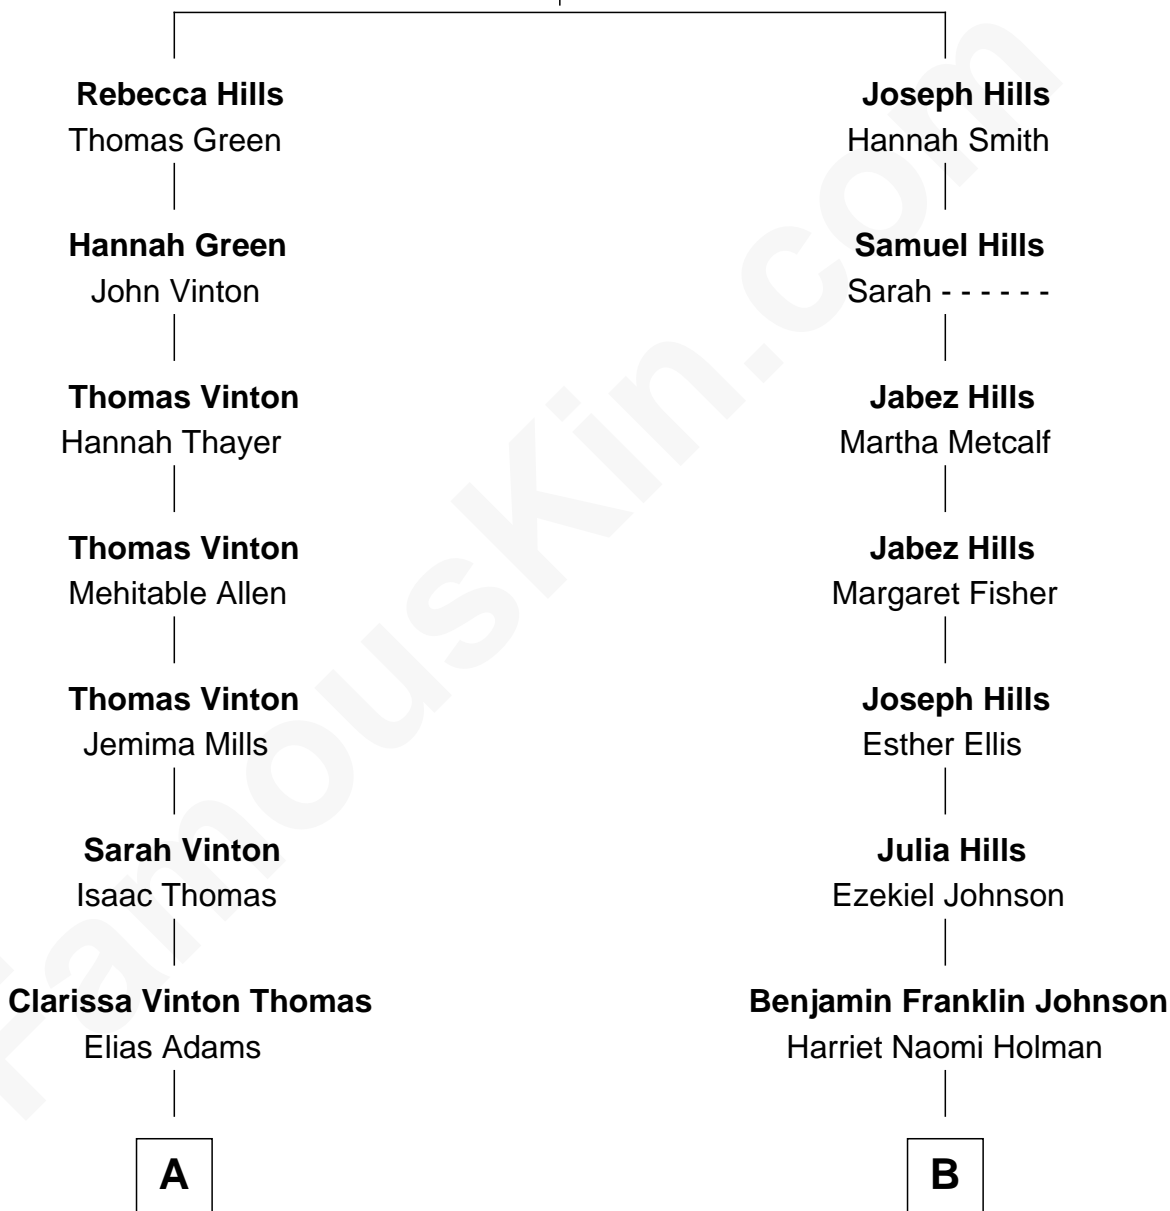 Rebecca Hills
Thomas Green
Hannah Green
John Vinton
Thomas Vinton
Hannah Thayer
Thomas Vinton
Mehitable Allen
Thomas Vinton
Jemima Mills
Sarah Vinton
Isaac Thomas
Clarissa Vinton Thomas
Elias Adams
A
Joseph Hills
Hannah Smith
Samuel Hills
Sarah - - - - - -
Jabez Hills
Martha Metcalf
Jabez Hills
Margaret Fisher
Joseph Hills
Esther Ellis
Julia Hills
Ezekiel Johnson
Benjamin Franklin Johnson
Harriet Naomi Holman
B
FamousKin.com